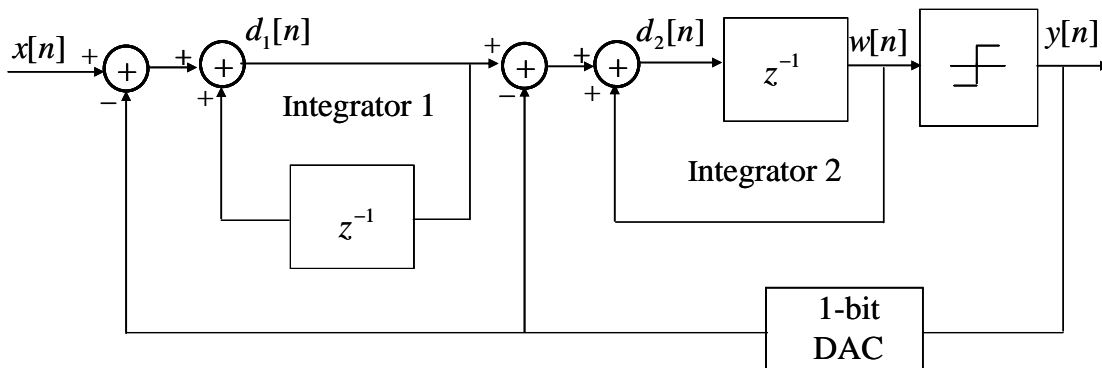 x[n]
+
+
−
+
+
+
d₁[n]
Integrator 1
z⁻¹
+
+
−
+
+
+
d₂[n]
z⁻¹
w[n]
Integrator 2
y[n]
1-bit
DAC